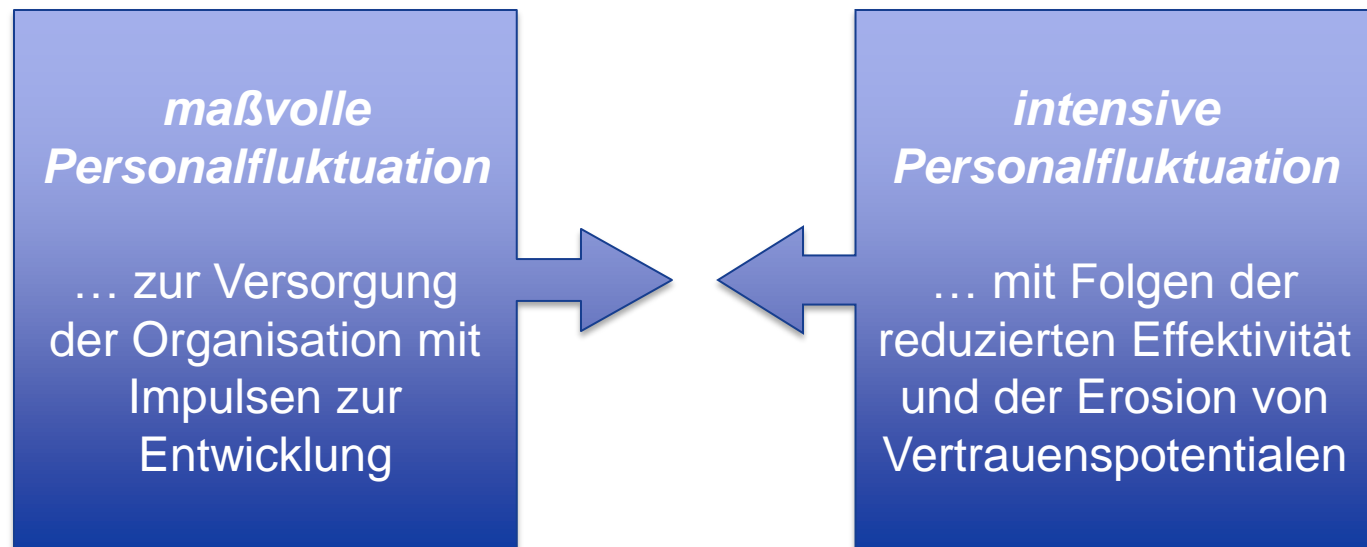 maßvolle
Personalfluktuation
… zur Versorgung
der Organisation mit
Impulsen zur
Entwicklung
intensive
Personalfluktuation
… mit Folgen der
reduzierten Effektivität
und der Erosion von
Vertrauenspotentialen